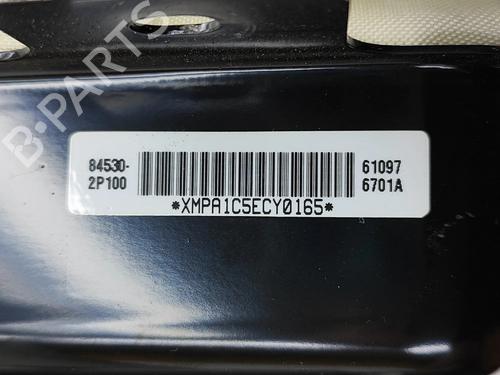 B-PARTS
84530-
2P100
61097
6701A
*XMPA1C5ECY0165*